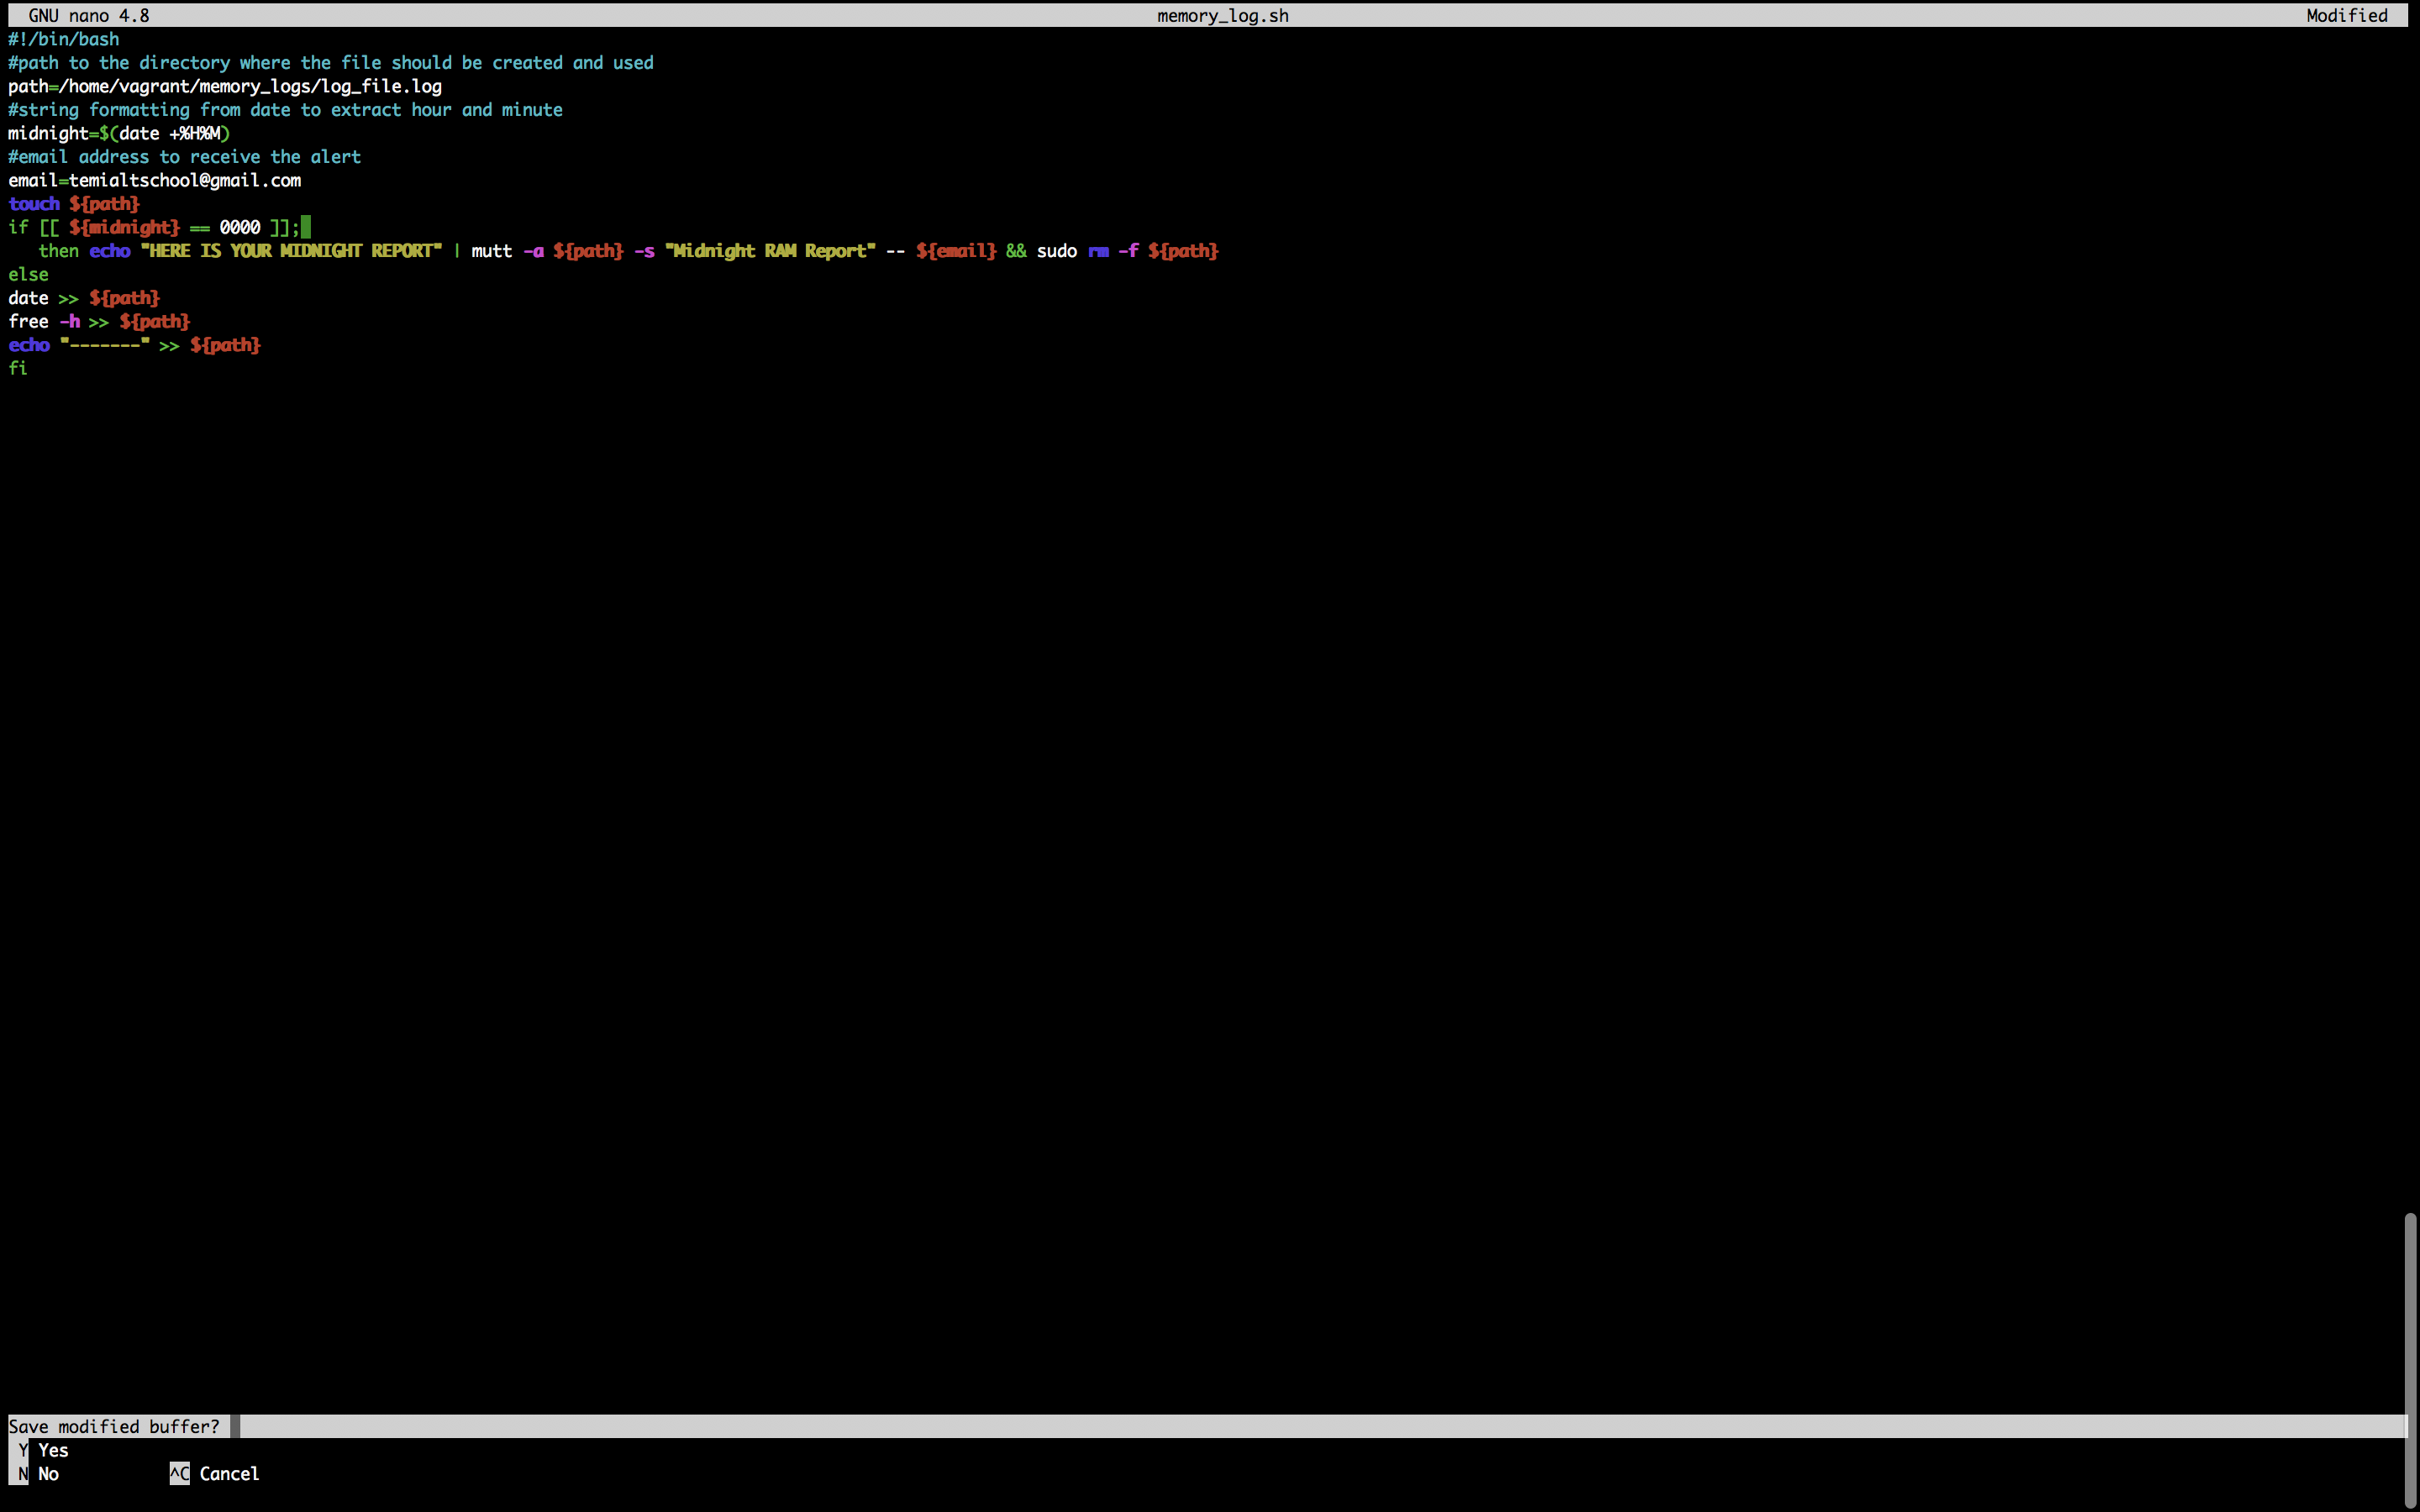 GNU nano 4.8 memory_log.sh Modified
#!/bin/bash
#path to the directory where the file should be created and used
path=/home/vagrant/memory_logs/log_file.log
#string formatting from date to extract hour and minute
midnight=$(date +%H%M)
#email address to receive the alert
email=temialtschool@gmail.com
touch ${path}
if [[ ${midnight} == 0000 ]];
   then echo "HERE IS YOUR MIDNIGHT REPORT" | mutt -a ${path} -s "Midnight RAM Report" -- ${email} && sudo rm -f ${path}
else
date >> ${path}
free -h >> ${path}
echo "-------" >> ${path}
fi
Save modified buffer?
Y Yes
N No ^C Cancel